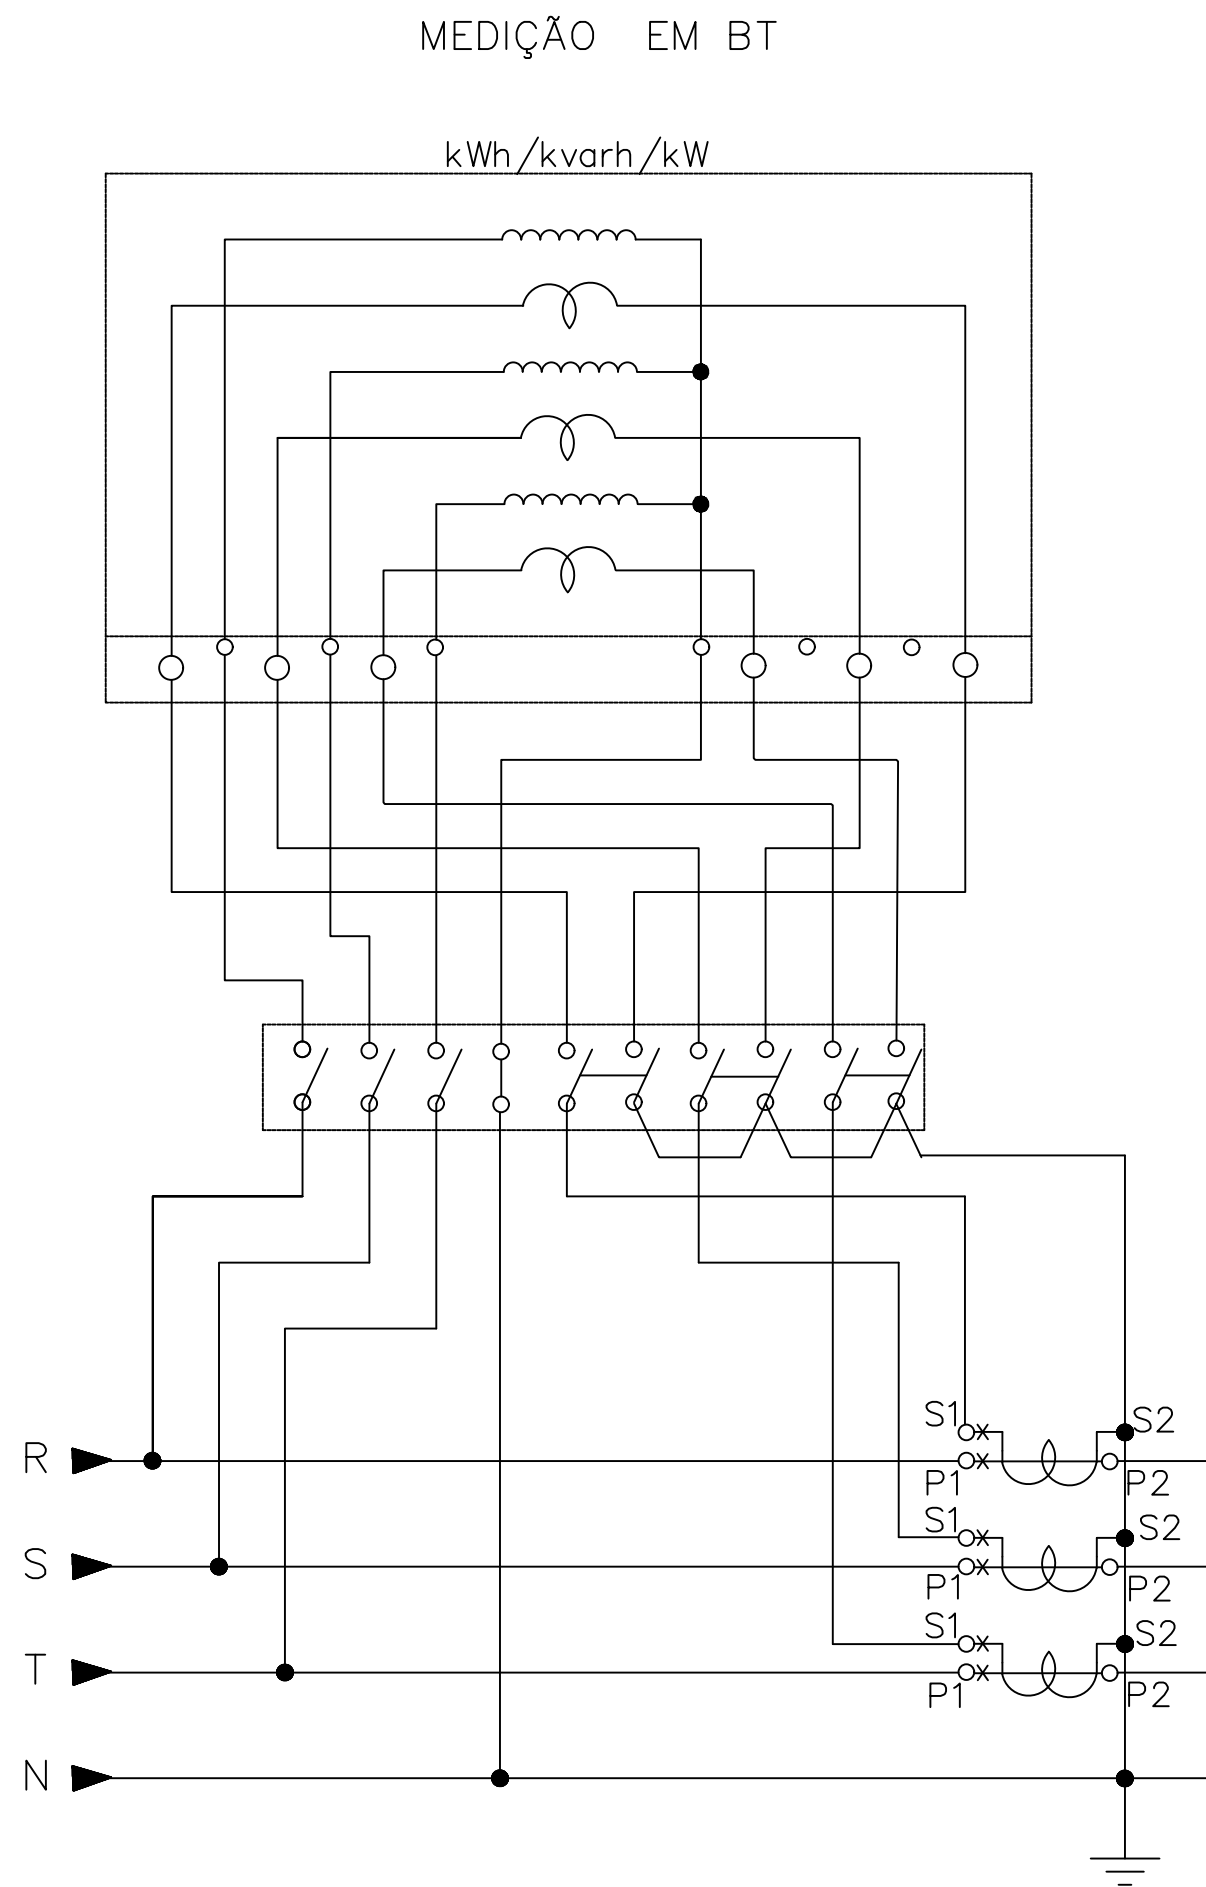 MEDIÇÃO EM BT
kWh/kvarh/kW
S1 S2
R
P1 P2
S1 S2
S
P1 P2
S1 S2
T
P1 P2
N